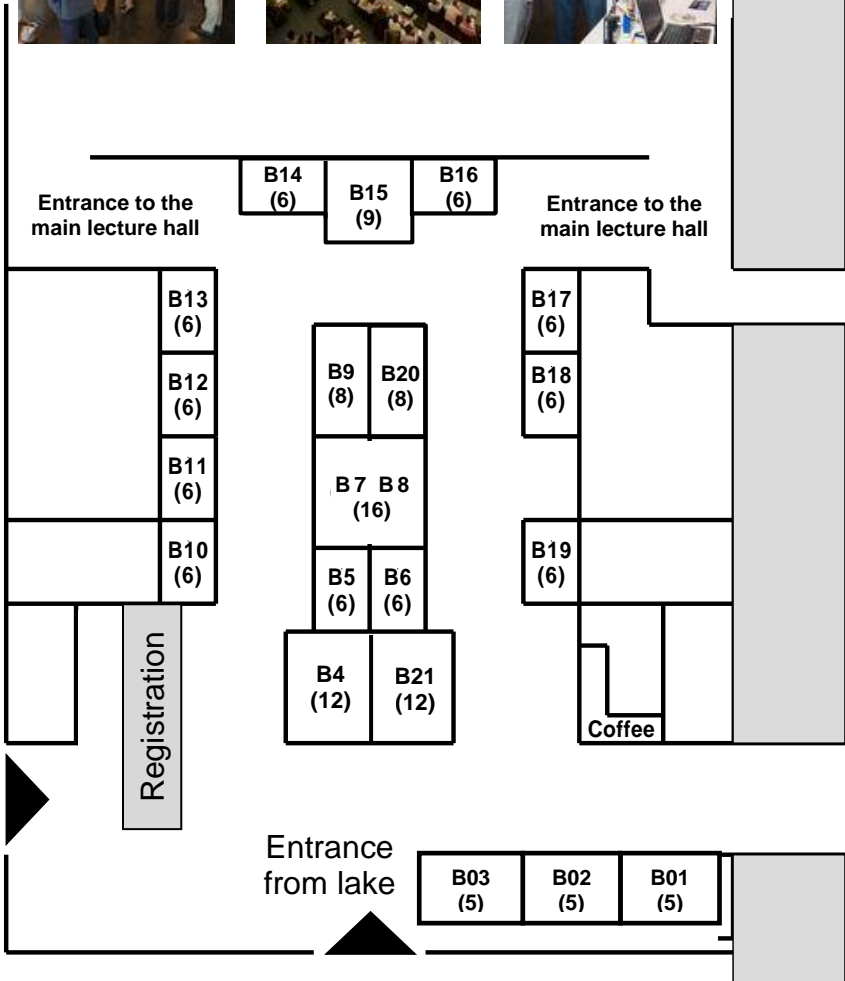 B14
(6)
B15
(9)
B16
(6)
Entrance to the
main lecture hall
Entrance to the
main lecture hall
B13
(6)
B17
(6)
B12
(6)
B9
(8)
B20
(8)
B18
(6)
B11
(6)
B7 B8
(16)
B10
(6)
B5
(6)
B6
(6)
B19
(6)
Registration
B4
(12)
B21
(12)
Coffee
Entrance
from lake
B03
(5)
B02
(5)
B01
(5)